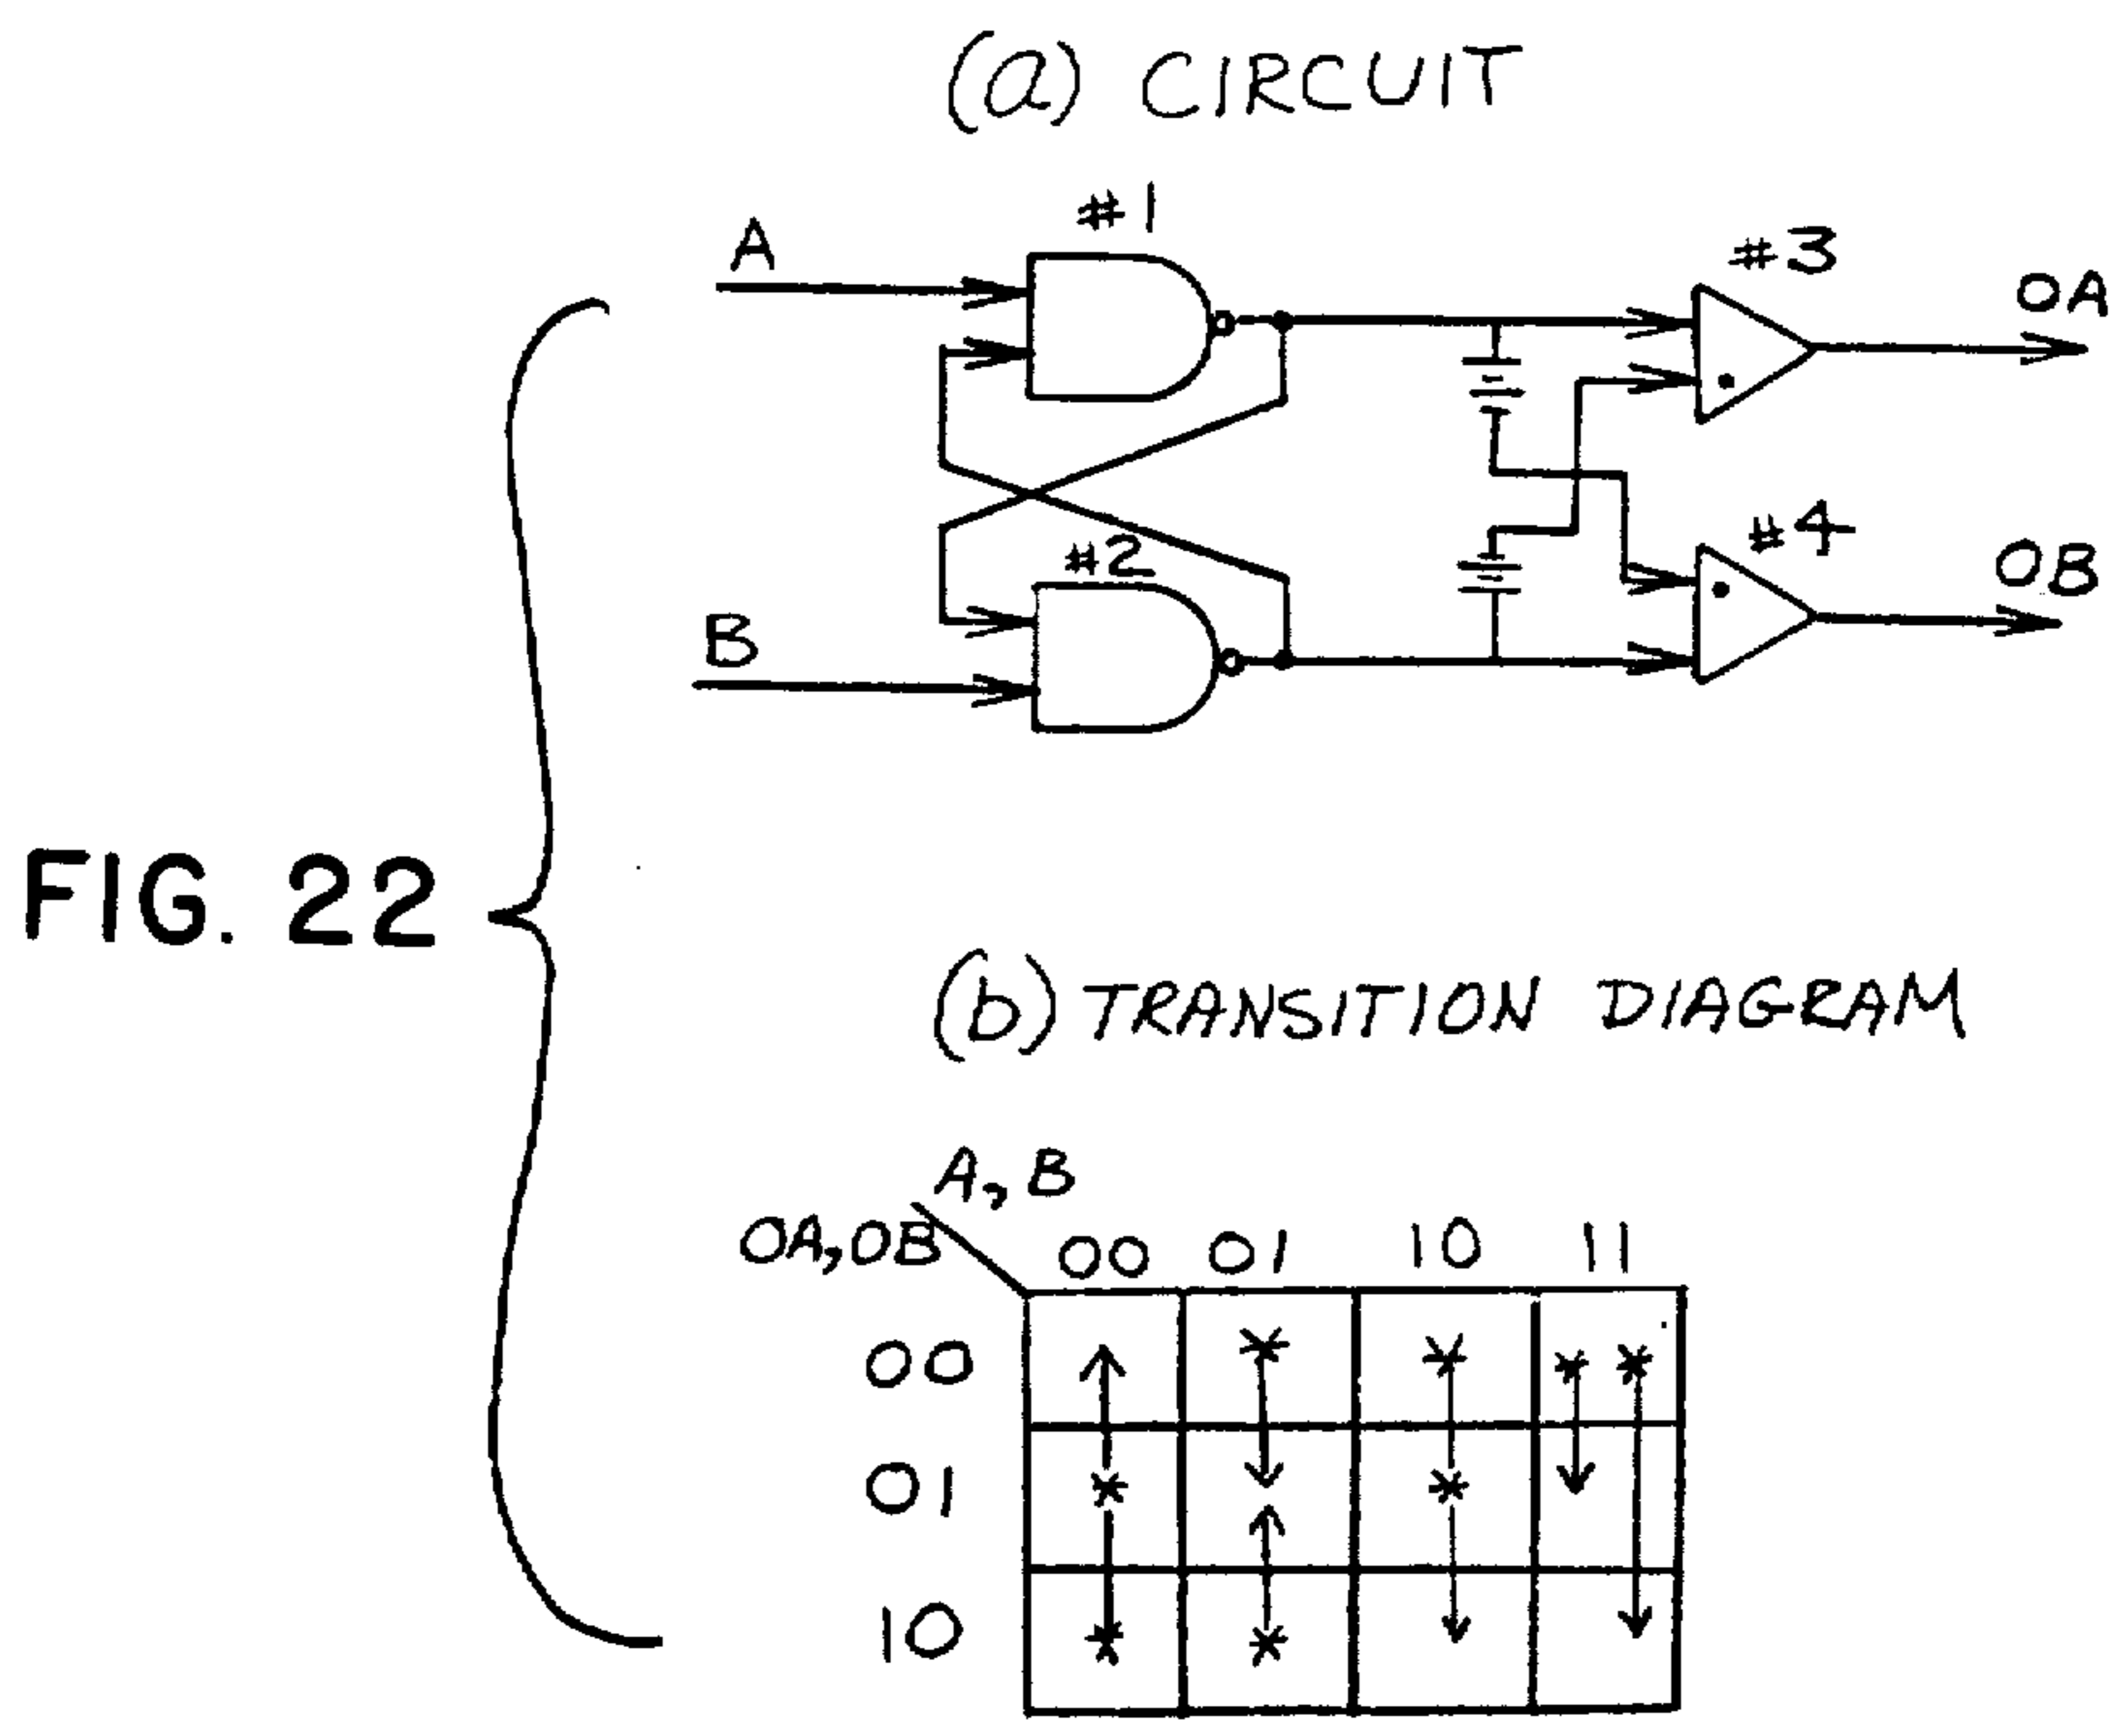 (a) CIRCUIT
#1
A
#3
OA
#2
#4
OB
B
FIG. 22
(b) TRANSITION DIAGRAM
A, B
OA, OB
00 01 10 11
00
01
10